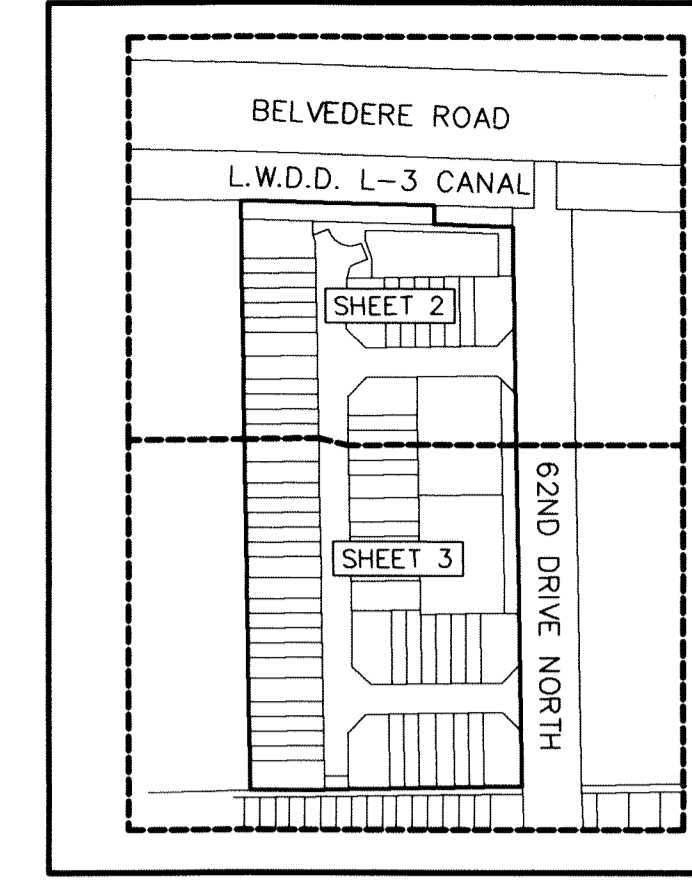 BELVEDERE ROAD
L.W.D.D. L-3 CANAL
SHEET 2
SHEET 3
62ND DRIVE NORTH